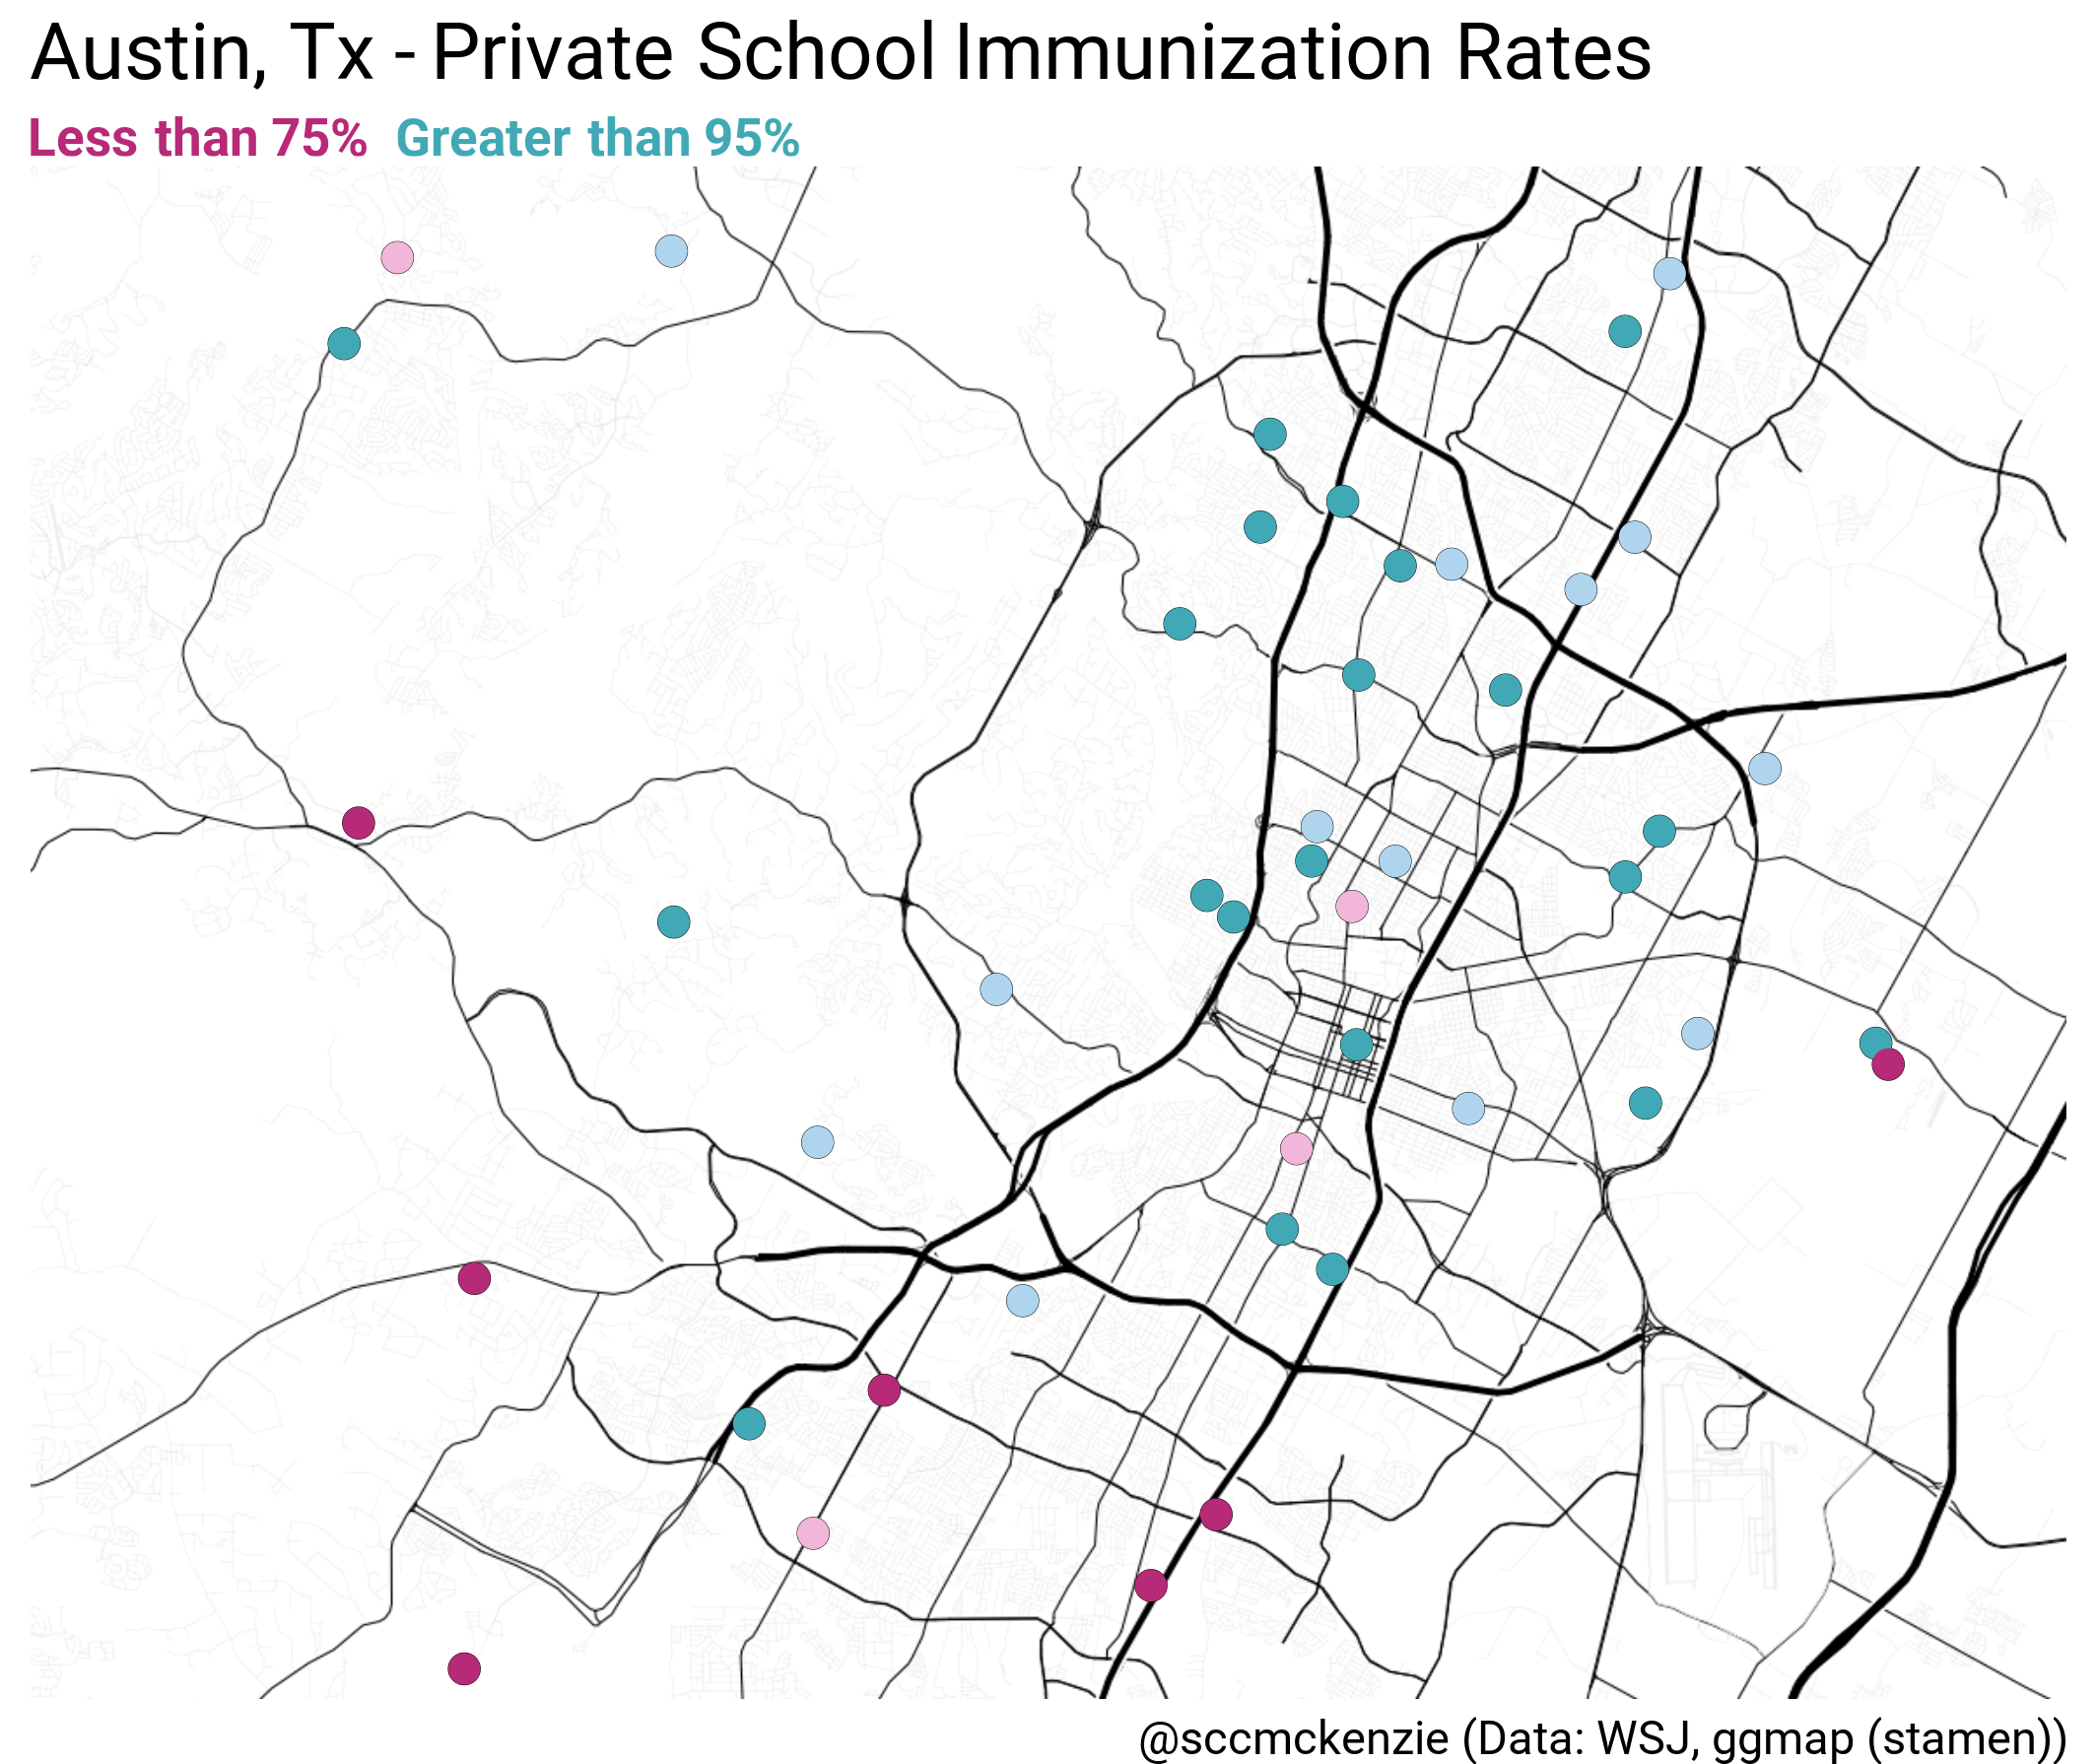 Austin, Tx - Private School Immunization Rates
Less than 75% Greater than 95%
@sccmckenzie (Data: WSJ, ggmap (stamen))